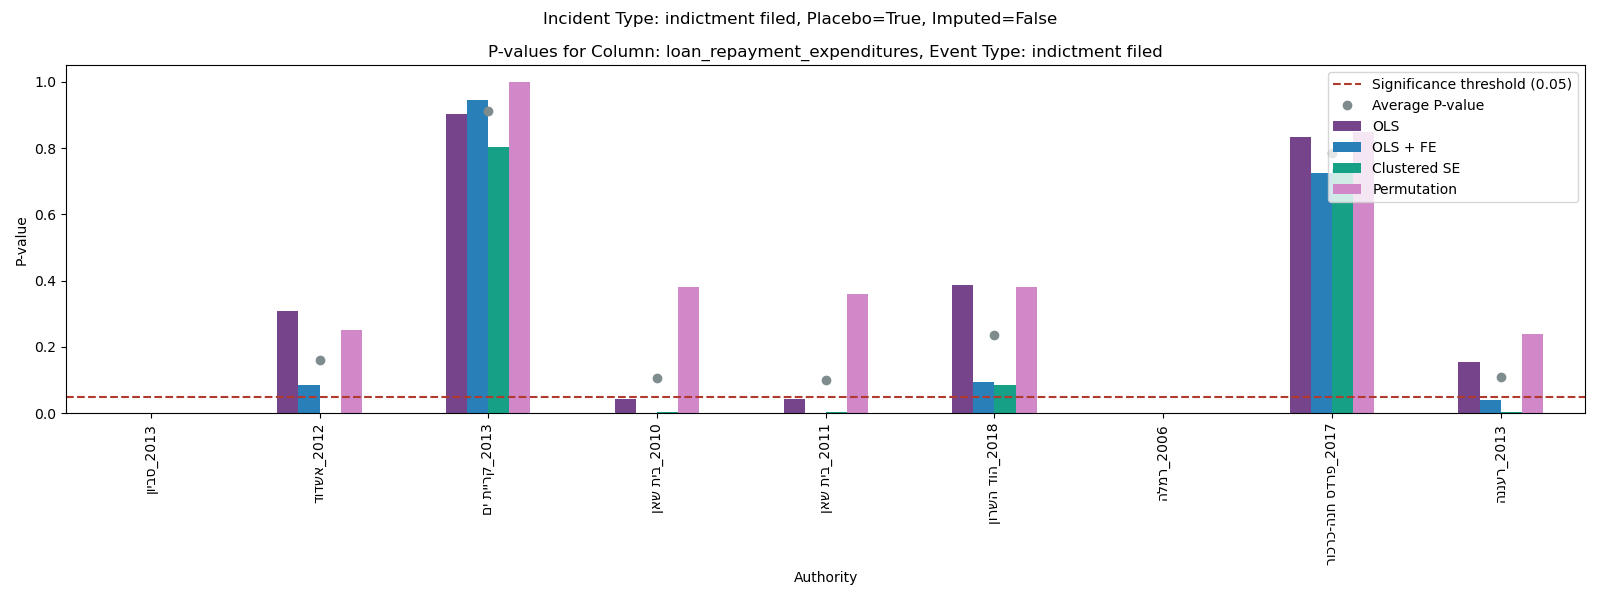 Incident Type: indictment filed, Placebo=True, Imputed=False
P-values for Column: loan_repayment_expenditures, Event Type: indictment filed
Significance threshold (0.05)
Average P-value
OLS
OLS + FE
Clustered SE
Permutation
P-value
1.0
0.8
0.6
0.4
0.2
0.0
סביון_2013
אשדוד_2012
קריית ים_2013
בית שאן_2010
בית שאן_2011
הוד השרון_2018
רמלה_2006
פרדס חנה-כרכור_2017
רעננה_2013
Authority